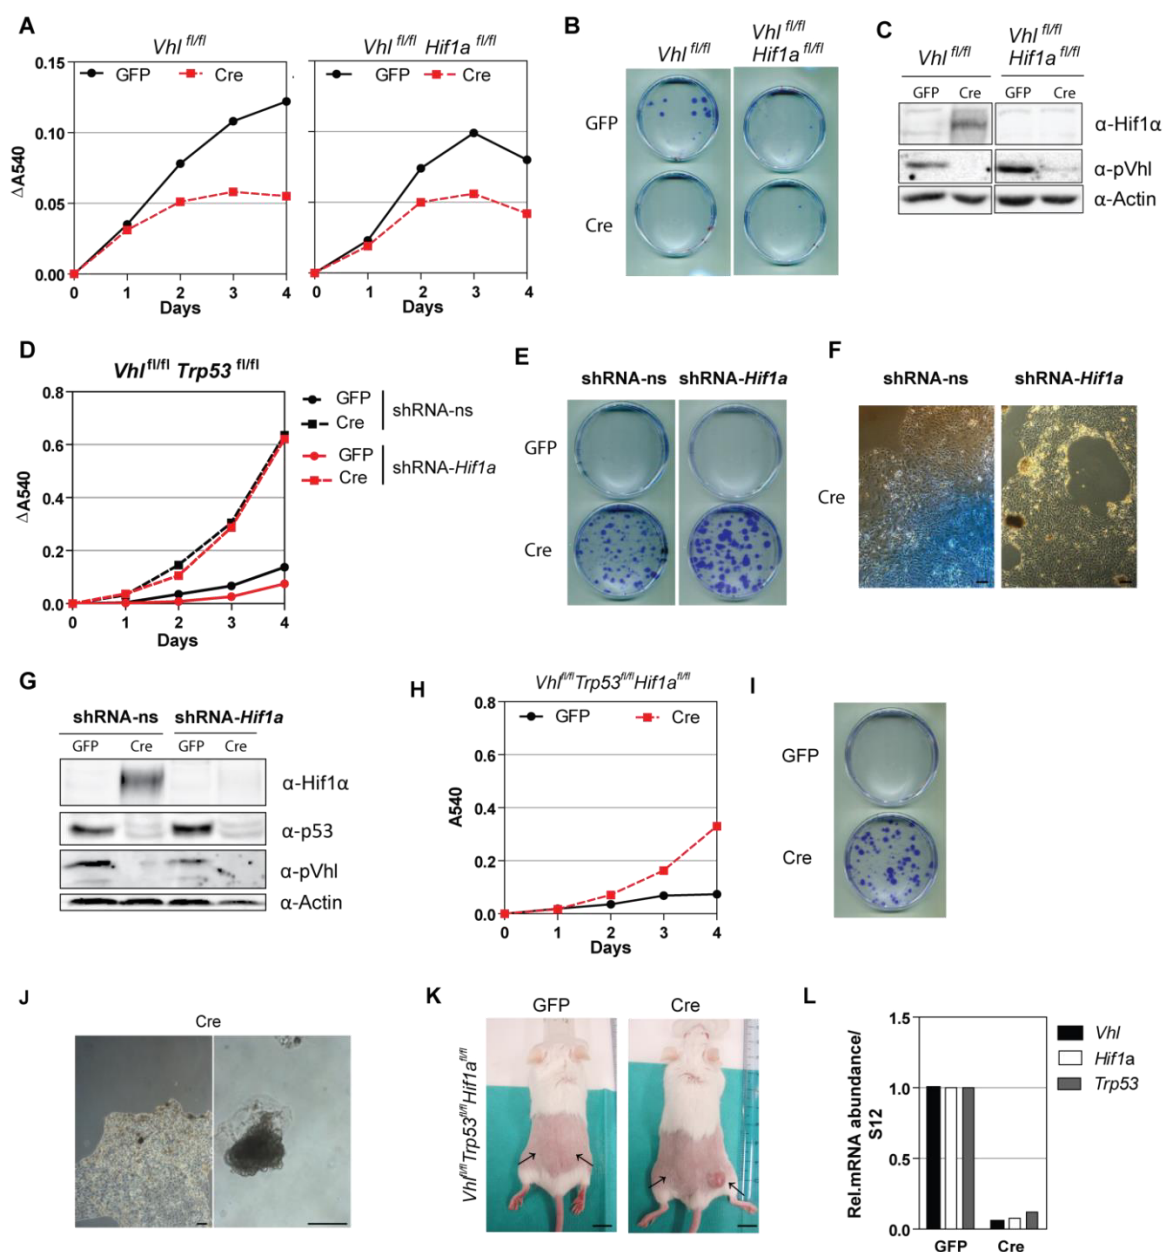 A
Vhl fl/fl
Vhl fl/fl Hif1a fl/fl
GFP
Cre
GFP
Cre
0.15
0.10
0.05
0.00
ΔA540
0 1 2 3 4
0 1 2 3 4
Days
Days
B
Vhl fl/fl
Vhl fl/fl
Hif1a fl/fl
GFP
Cre
C
Vhl fl/fl
Vhl fl/fl
Hif1a fl/fl
GFP Cre GFP Cre
α-Hif1α
α-pVhl
α-Actin
D
Vhl fl/fl Trp53 fl/fl
0.8
0.6
0.4
0.2
0.0
ΔA540
0 1 2 3 4
Days
GFP
Cre
shRNA-ns
GFP
Cre
shRNA-Hif1a
E
shRNA-ns shRNA-Hif1a
GFP
Cre
F
shRNA-ns shRNA-Hif1a
Cre
G
shRNA-ns shRNA-Hif1a
GFP Cre GFP Cre
α-Hif1α
α-p53
α-pVhl
α-Actin
H
Vhl fl/fl Trp53 fl/fl Hif1a fl/fl
GFP
Cre
0.8
0.6
0.4
0.2
0.0
A540
0 1 2 3 4
Days
I
GFP
Cre
J
Cre
K
GFP Cre
Vhl fl/fl Trp53 fl/fl Hif1a fl/fl
L
1.5
1.0
0.5
0.0
Rel.mRNA abundance/
S12
GFP Cre
Vhl
Hif1a
Trp53